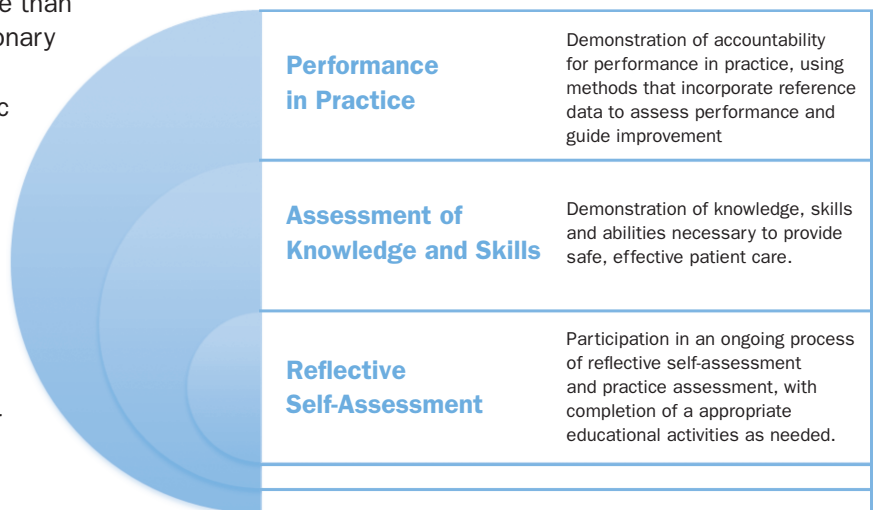 than
Performance
in Practice
Demonstration of accountability
for performance in practice, using
methods that incorporate reference
data to assess performance and
guide improvement
Assessment of
Knowledge and Skills
Demonstration of knowledge, skills
and abilities necessary to provide
safe, effective patient care.
Reflective
Self-Assessment
Participation in an ongoing process
of reflective self-assessment
and practice assessment, with
completion of a appropriate
educational activities as needed.